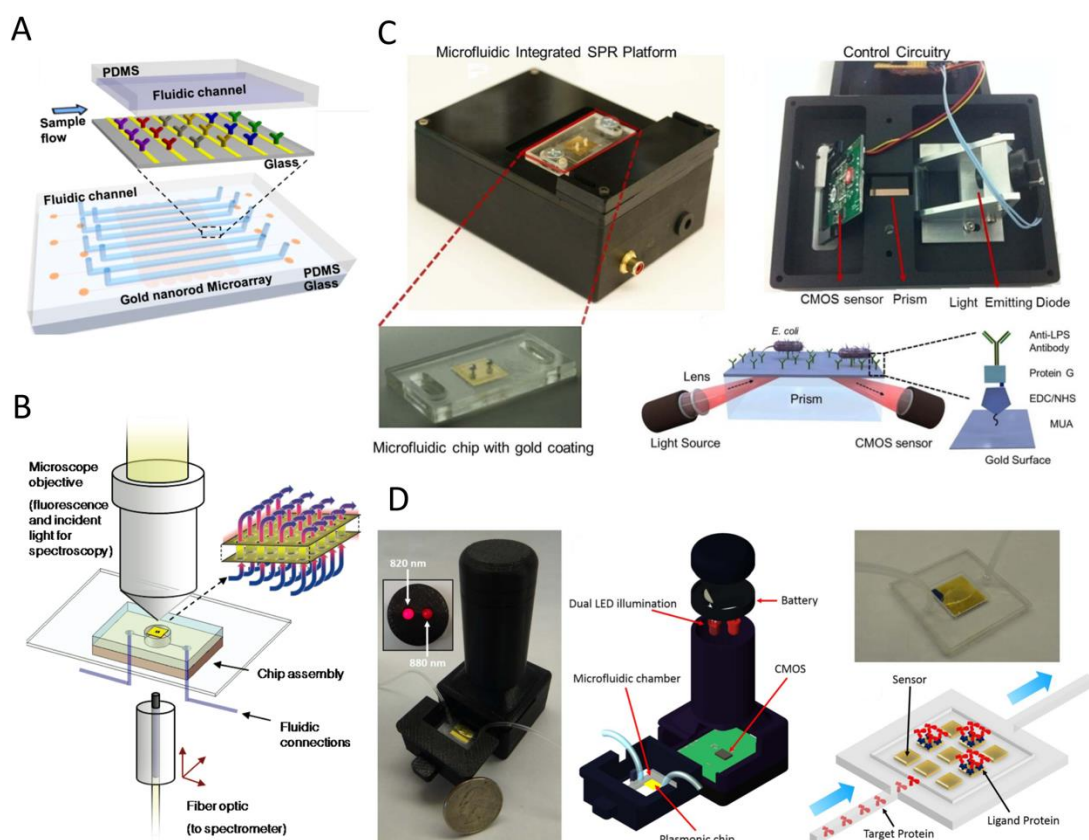 A
PDMS
Fluidic channel
Sample
flow
Glass
Fluidic channel
PDMS
Glass
Gold nanorod Microarray
B
Microscope
objective
(fluorescence
and incident
light for
spectroscopy)
Chip assembly
Fluidic
connections
Fiber optic
(to spectrometer)
C
Microfluidic Integrated SPR Platform
Control Circuitry
CMOS sensor Prism Light Emitting Diode
Microfluidic chip with gold coating
E. coli
Lens
Prism
Light Source
CMOS sensor
Anti-LPS
Antibody
Protein G
EDC/NHS
MUA
Gold Surface
D
820 nm
880 nm
Battery
Dual LED illumination
CMOS
Microfluidic chamber
Plasmonic chip
Sensor
Target Protein
Ligand Protein